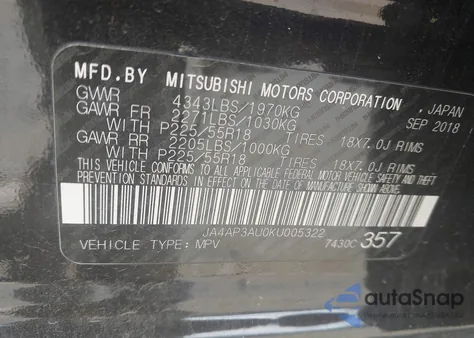 MFD.BY MITSUBISHI MOTORS CORPORATION, JAPAN
GVWR 4343LBS/1970KG SEP 2018
GAWR FR 2271LBS/1030KG
WITH P225/55R18 TIRES 18X7.0J RIMS
GAWR RR 2205LBS/1000KG
WITH P225/55R18 TIRES 18X7.0J RIMS
THIS VEHICLE CONFORMS TO ALL APPLICABLE FEDERAL MOTOR VEHICLE SAFETY, BUMPER, AND THEFT
PREVENTION STANDARDS IN EFFECT ON THE DATE OF MANUFACTURE SHOWN ABOVE.
JA4AP3AU0KU005322
VEHICLE TYPE: MPV 7430C 357
autoSnap